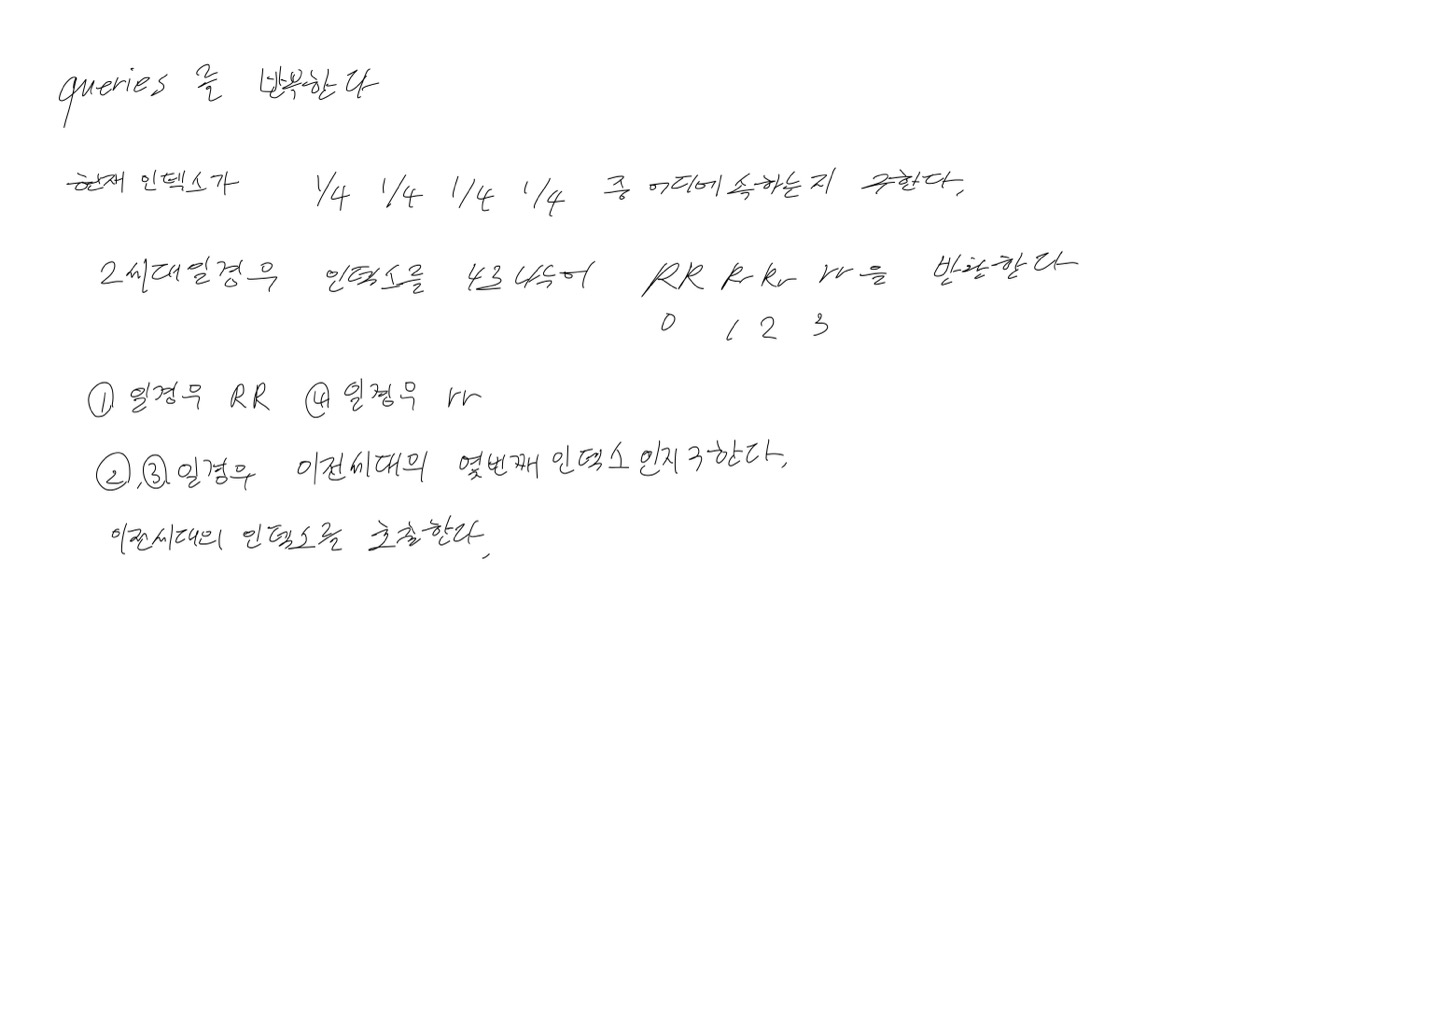 queries 를 반복한다
현재 인덱스가 1/4 1/4 1/4 1/4 중 어디에 속하는지 구한다.
2세대일경우 인덱스를 4로나누어 RR Rr Rr rr을 반환한다
0 1 2 3
① 일경우 RR ④ 일경우 rr
②,③ 일경우 이전세대의 몇번째 인덱스 인지구한다.
이전세대의 인덱스를 호출한다.